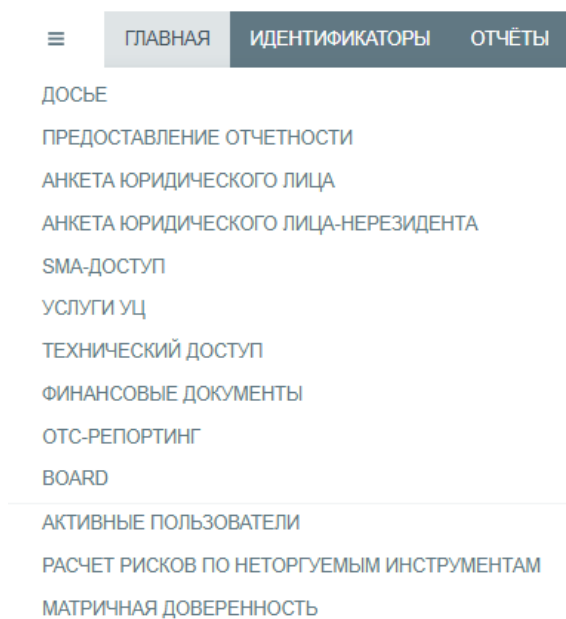 ГЛАВНАЯ ИДЕНТИФИКАТОРЫ ОТЧЁТЫ
ДОСЬЕ
ПРЕДОСТАВЛЕНИЕ ОТЧЕТНОСТИ
АНКЕТА ЮРИДИЧЕСКОГО ЛИЦА
АНКЕТА ЮРИДИЧЕСКОГО ЛИЦА-НЕРЕЗИДЕНТА
SMA-ДОСТУП
УСЛУГИ УЦ
ТЕХНИЧЕСКИЙ ДОСТУП
ФИНАНСОВЫЕ ДОКУМЕНТЫ
ОТС-РЕПОРТИНГ
BOARD
АКТИВНЫЕ ПОЛЬЗОВАТЕЛИ
РАСЧЕТ РИСКОВ ПО НЕТОРГУЕМЫМ ИНСТРУМЕНТАМ
МАТРИЧНАЯ ДОВЕРЕННОСТЬ